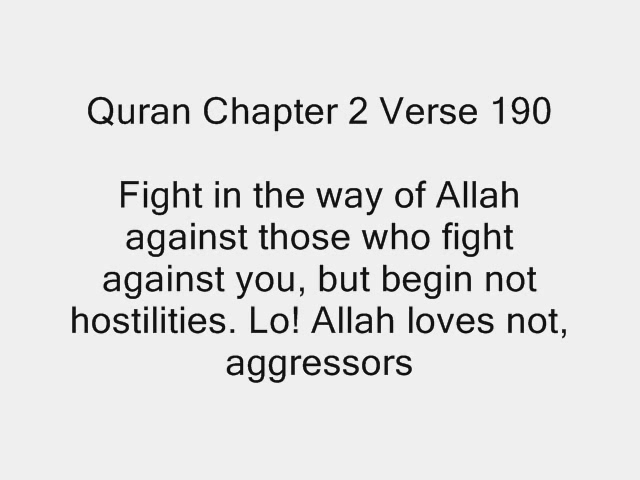 Quran Chapter 2 Verse 190
Fight in the way of Allah
against those who fight
against you, but begin not
hostilities. Lo! Allah loves not,
aggressors